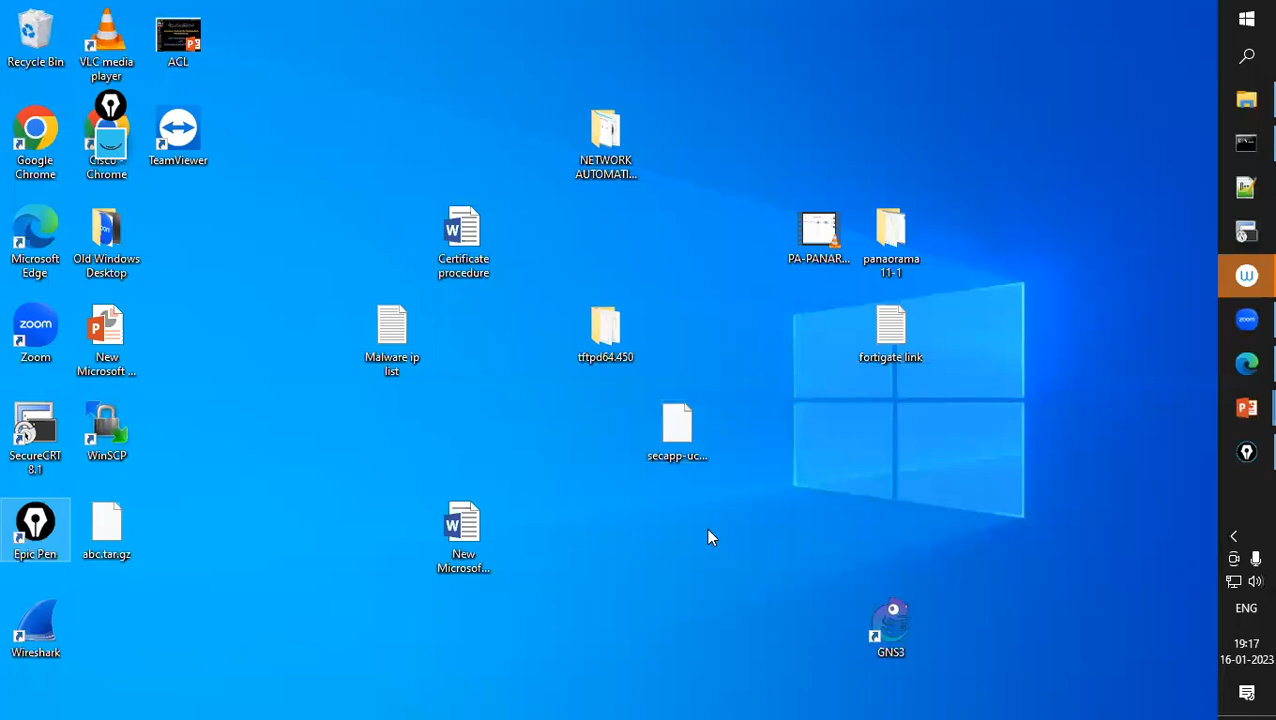 Recycle Bin
VLC media
player
ACL
Google
Chrome
Cisco -
Chrome
TeamViewer
NETWORK
AUTOMATI...
Microsoft
Edge
Old Windows
Desktop
Certificate
procedure
PA-PANAR...
panaorama
11-1
zoom
Zoom
New
Microsoft ...
Malware ip
list
tftpd64.450
fortigate link
SecureCRT
8.1
WinSCP
secapp-uc...
Epic Pen
abc.tar.gz
New
Microsof...
Wireshark
GNS3
ENG
19:17
16-01-2023